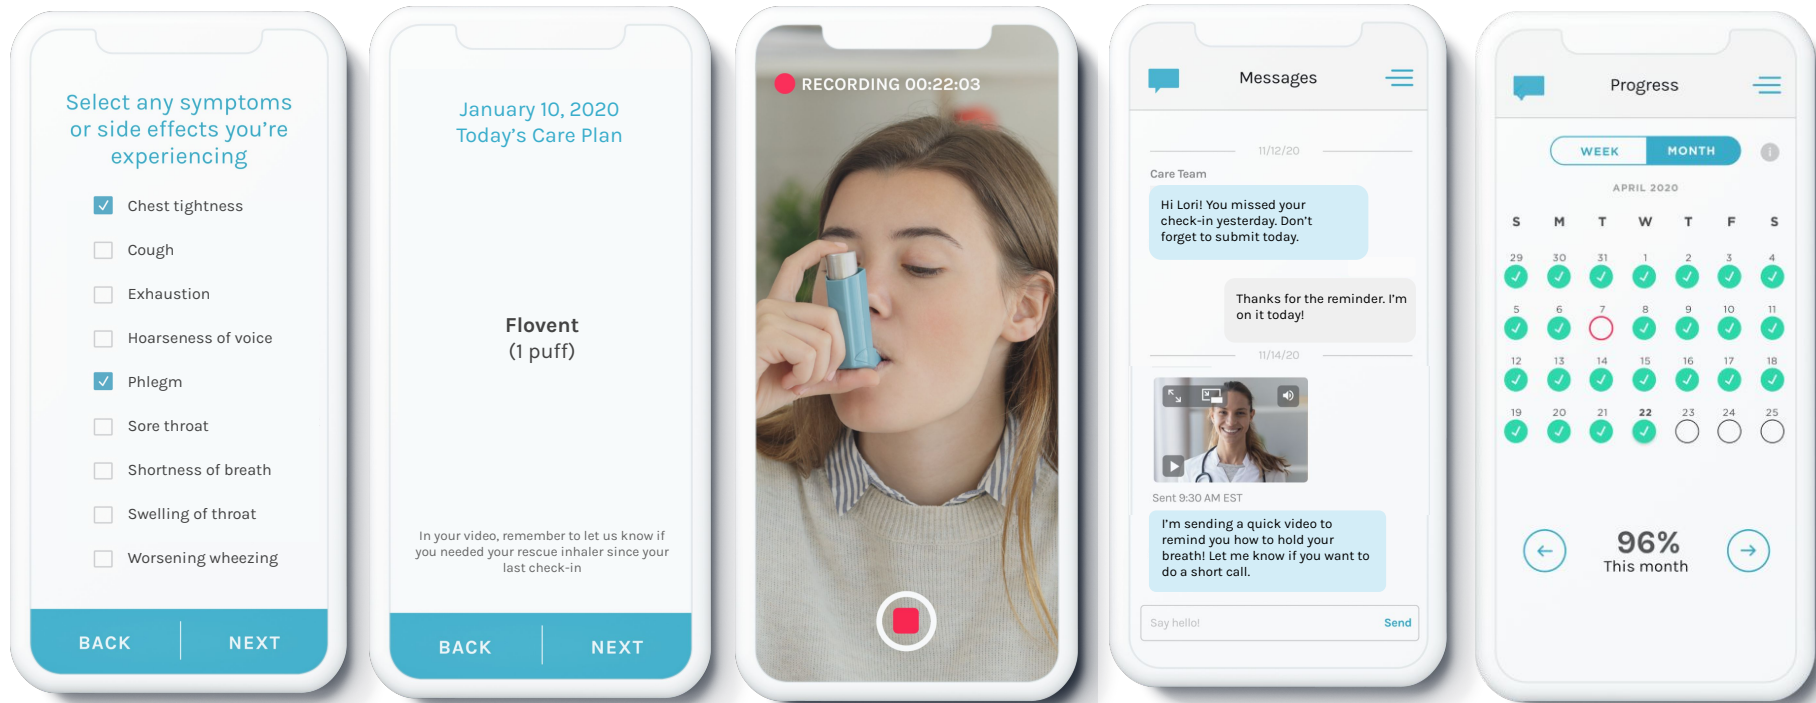 Select any symptoms
or side effects you're
experiencing
Chest tightness
Cough
Exhaustion
Hoarseness of voice
Phlegm
Sore throat
Shortness of breath
Swelling of throat
Worsening wheezing
BACK
NEXT
January 10, 2020
Today's Care Plan
Flovent
(1 puff)
In your video, remember to let us know if
you needed your rescue inhaler since your
last check-in
BACK
NEXT
RECORDING 00:22:03
Messages
11/12/20
Care Team
Hi Lori! You missed your
check-in yesterday. Don't
forget to submit today.
Thanks for the reminder. I'm
on it today!
11/14/20
Sent 9:30 AM EST
I'm sending a quick video to
remind you how to hold your
breath! Let me know if you want to
do a short call.
Say hello!
Send
Progress
WEEK
MONTH
i
APRIL 2020
S M T W T F S
29 30 31 1 2 3 4
5 6 7 8 9 10 11
12 13 14 15 16 17 18
19 20 21 22 23 24 25
96%
This month